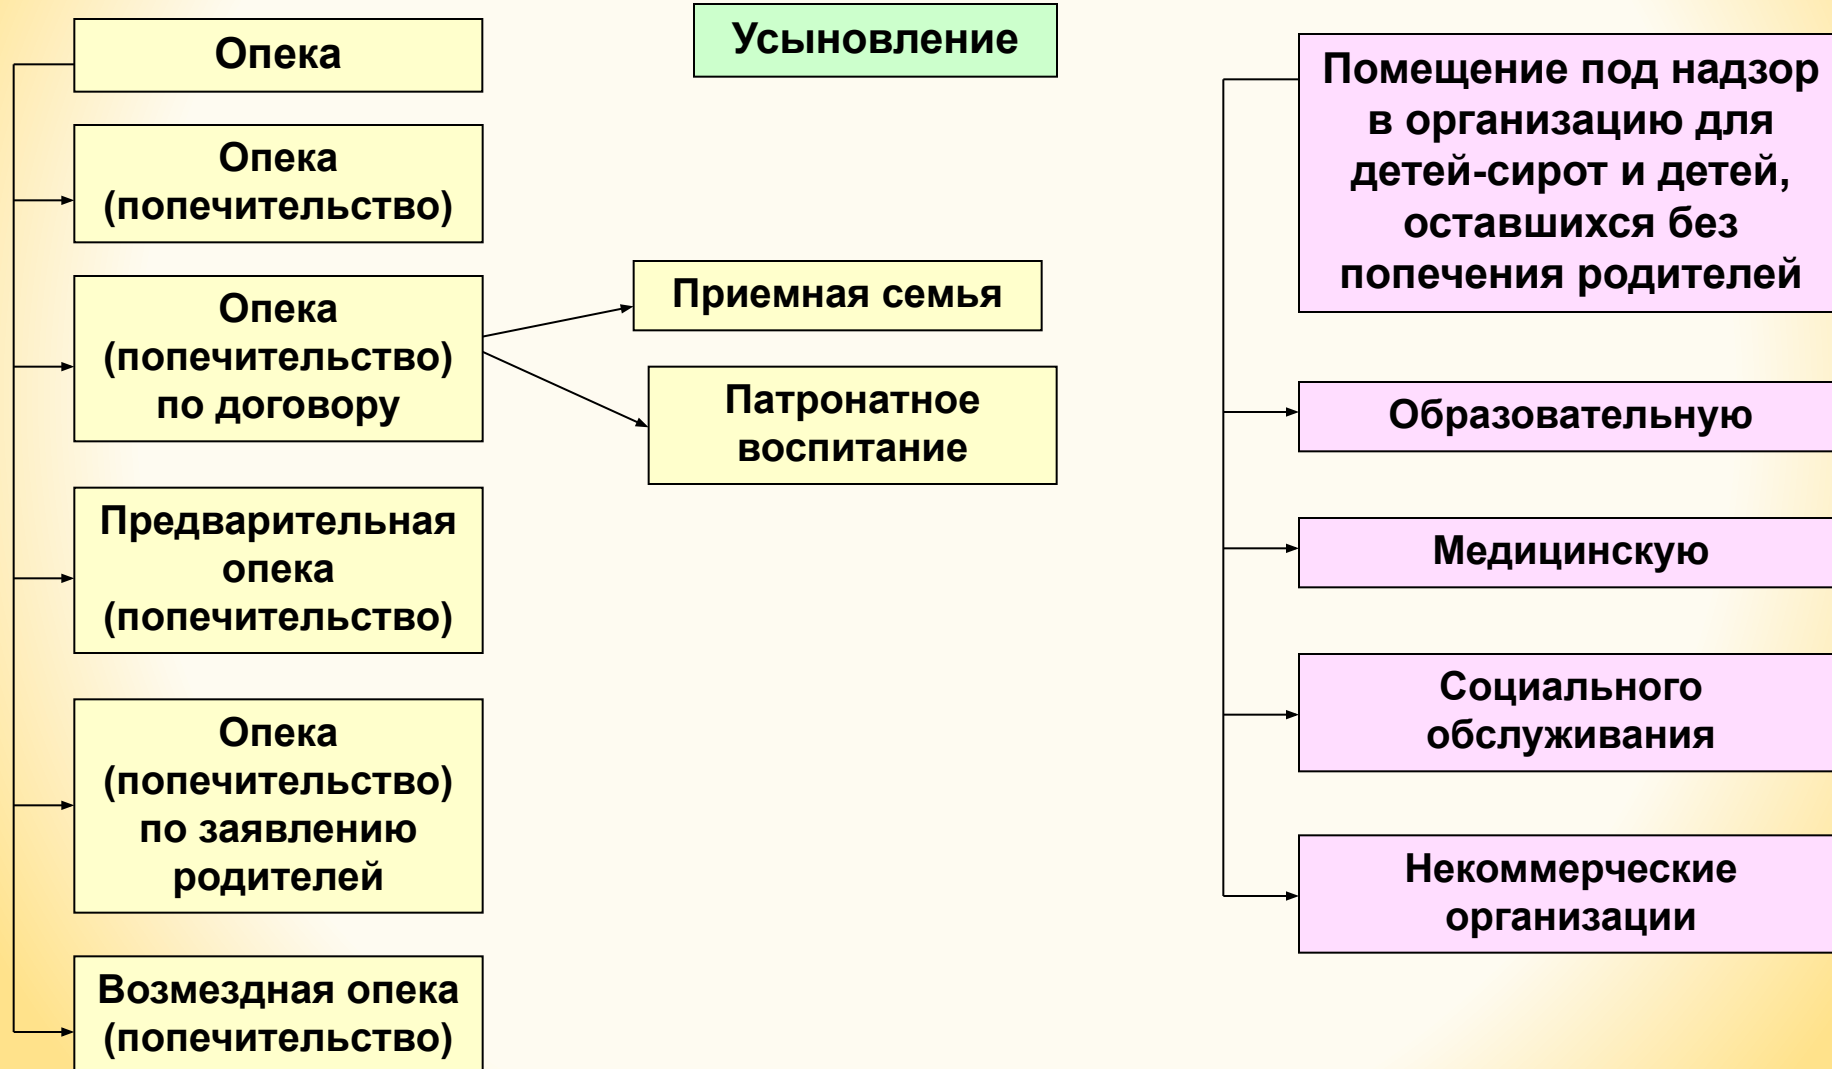 Опека
Опека
(попечительство)
Опека
(попечительство)
по договору
Предварительная
опека
(попечительство)
Опека
(попечительство)
по заявлению
родителей
Возмездная опека
(попечительство)
Усыновление
Приемная семья
Патронатное
воспитание
Помещение под надзор
в организацию для
детей-сирот и детей,
оставшихся без
попечения родителей
Образовательную
Медицинскую
Социального
обслуживания
Некоммерческие
организации